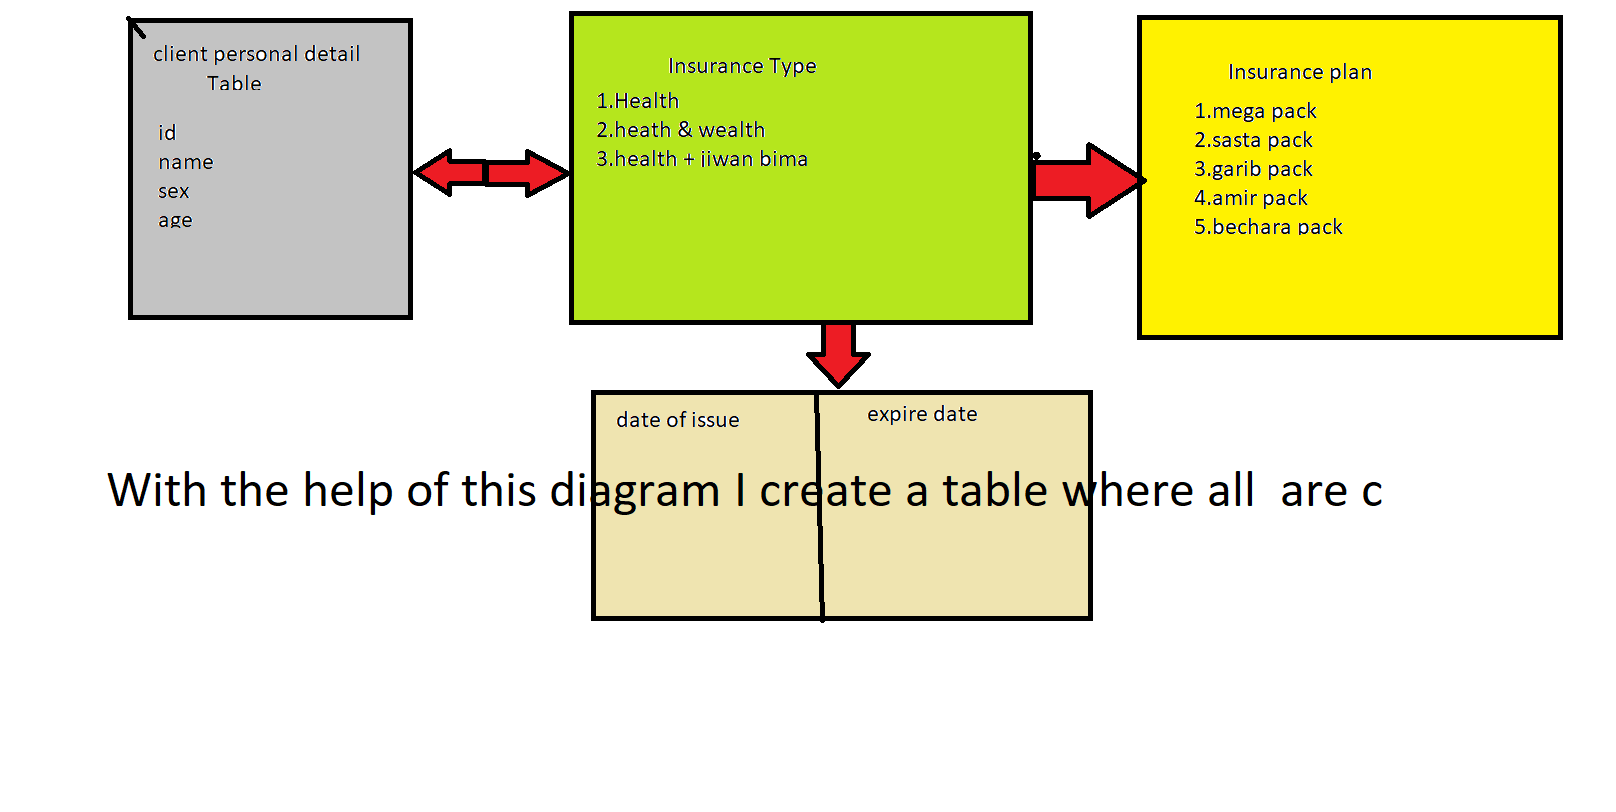 client personal detail
Table
id
name
sex
age
Insurance Type
1.Health
2.heath & wealth
3.health + jiwan bima
Insurance plan
1.mega pack
2.sasta pack
3.garib pack
4.amir pack
5.bechara pack
date of issue
expire date
With the help of this diagram I create a table where all  are c